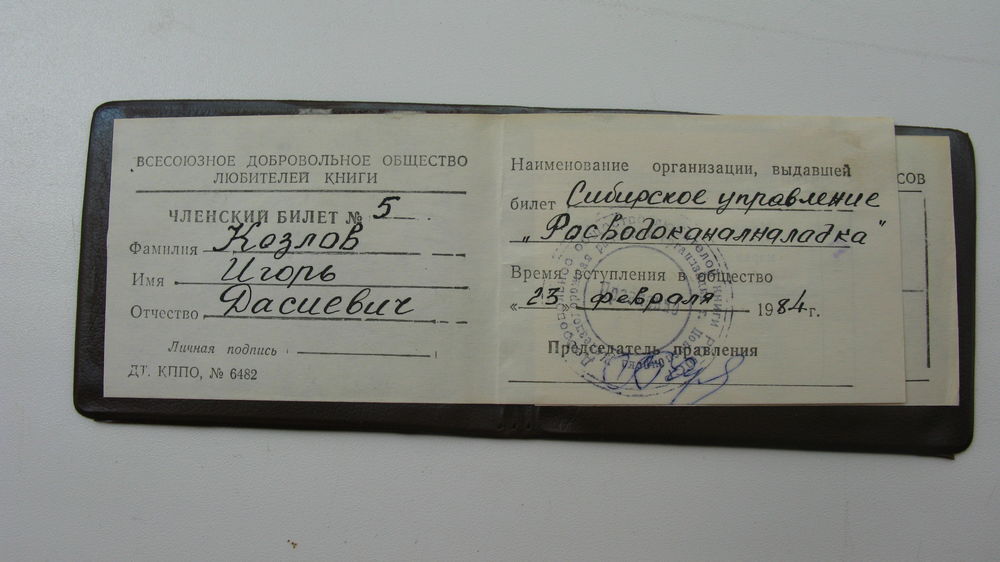 ВСЕСОЮЗНОЕ ДОБРОВОЛЬНОЕ ОБЩЕСТВО
ЛЮБИТЕЛЕЙ КНИГИ
ЧЛЕНСКИЙ БИЛЕТ № 5
Фамилия Козлов
Имя Игорь
Отчество Дасиевич
Личная подпись
ДТ. КППО, № 6482
Наименование организации, выдавшей
билет Сибирское управление
„Росводоканалналадка"
Время вступления в общество
«23» февраля 1984 г.
Председатель правления
СОВ